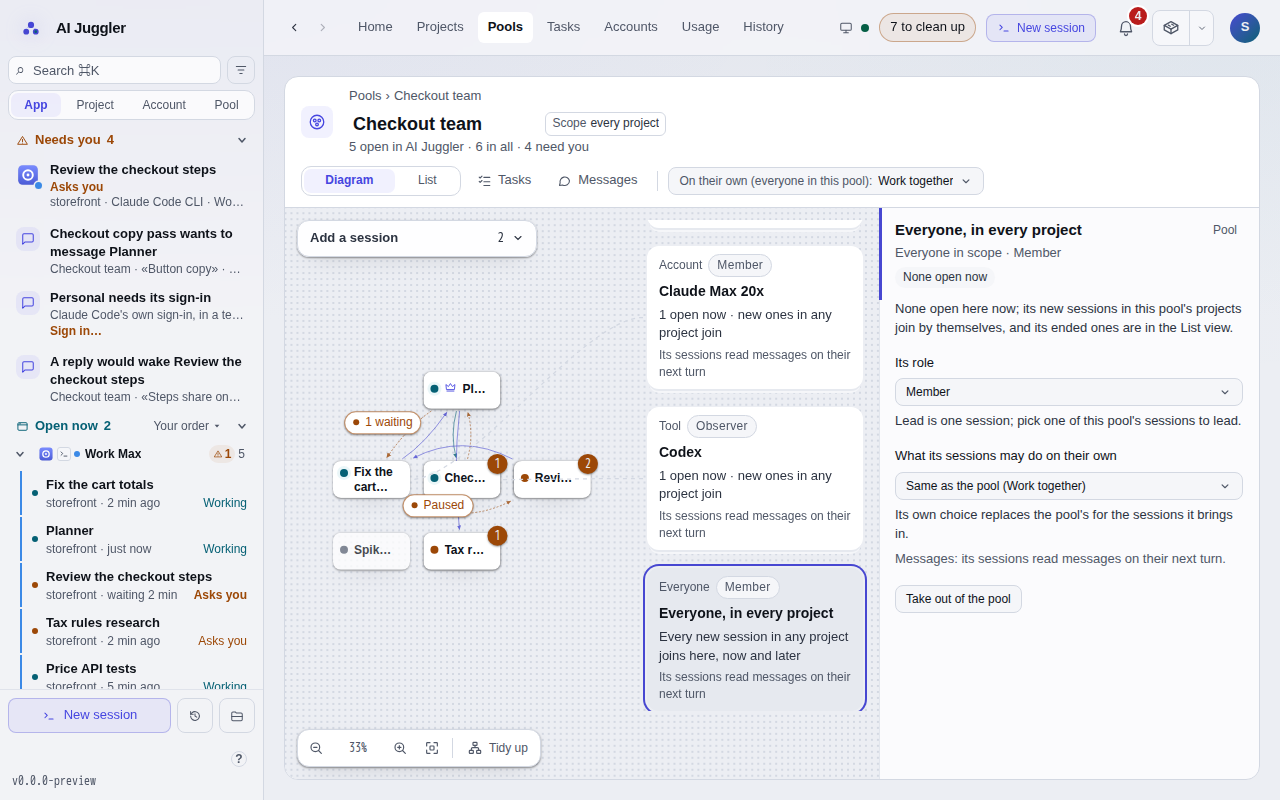 AI Juggler
Search ⌘K
App Project Account Pool
Needs you 4
Review the checkout steps
Asks you
storefront · Claude Code CLI · Wo…
Checkout copy pass wants to
message Planner
Checkout team · «Button copy» · …
Personal needs its sign-in
Claude Code's own sign-in, in a te…
Sign in…
A reply would wake Review the
checkout steps
Checkout team · «Steps share on…
Open now 2 Your order
Work Max 1 5
Fix the cart totals
storefront · 2 min ago Working
Planner
storefront · just now Working
Review the checkout steps
storefront · waiting 2 min Asks you
Tax rules research
storefront · 2 min ago Asks you
Price API tests
storefront · 5 min ago Working
New session
?
v0.0.0-preview
Home Projects Pools Tasks Accounts Usage History
7 to clean up
New session
4
S
Pools › Checkout team
Checkout team
Scope every project
5 open in AI Juggler · 6 in all · 4 need you
Diagram List Tasks Messages
On their own (everyone in this pool): Work together
Add a session 2
Pl…
1 waiting
Fix the
cart…
Chec…
1
Revi…
2
Paused
Spik…
Tax r…
1
Account Member
Claude Max 20x
1 open now · new ones in any
project join
Its sessions read messages on their
next turn
Tool Observer
Codex
1 open now · new ones in any
project join
Its sessions read messages on their
next turn
Everyone Member
Everyone, in every project
Every new session in any project
joins here, now and later
Its sessions read messages on their
next turn
33%
Tidy up
Everyone, in every project Pool
Everyone in scope · Member
None open now
None open here now; its new sessions in this pool's projects
join by themselves, and its ended ones are in the List view.
Its role
Member
Lead is one session; pick one of this pool's sessions to lead.
What its sessions may do on their own
Same as the pool (Work together)
Its own choice replaces the pool's for the sessions it brings
in.
Messages: its sessions read messages on their next turn.
Take out of the pool